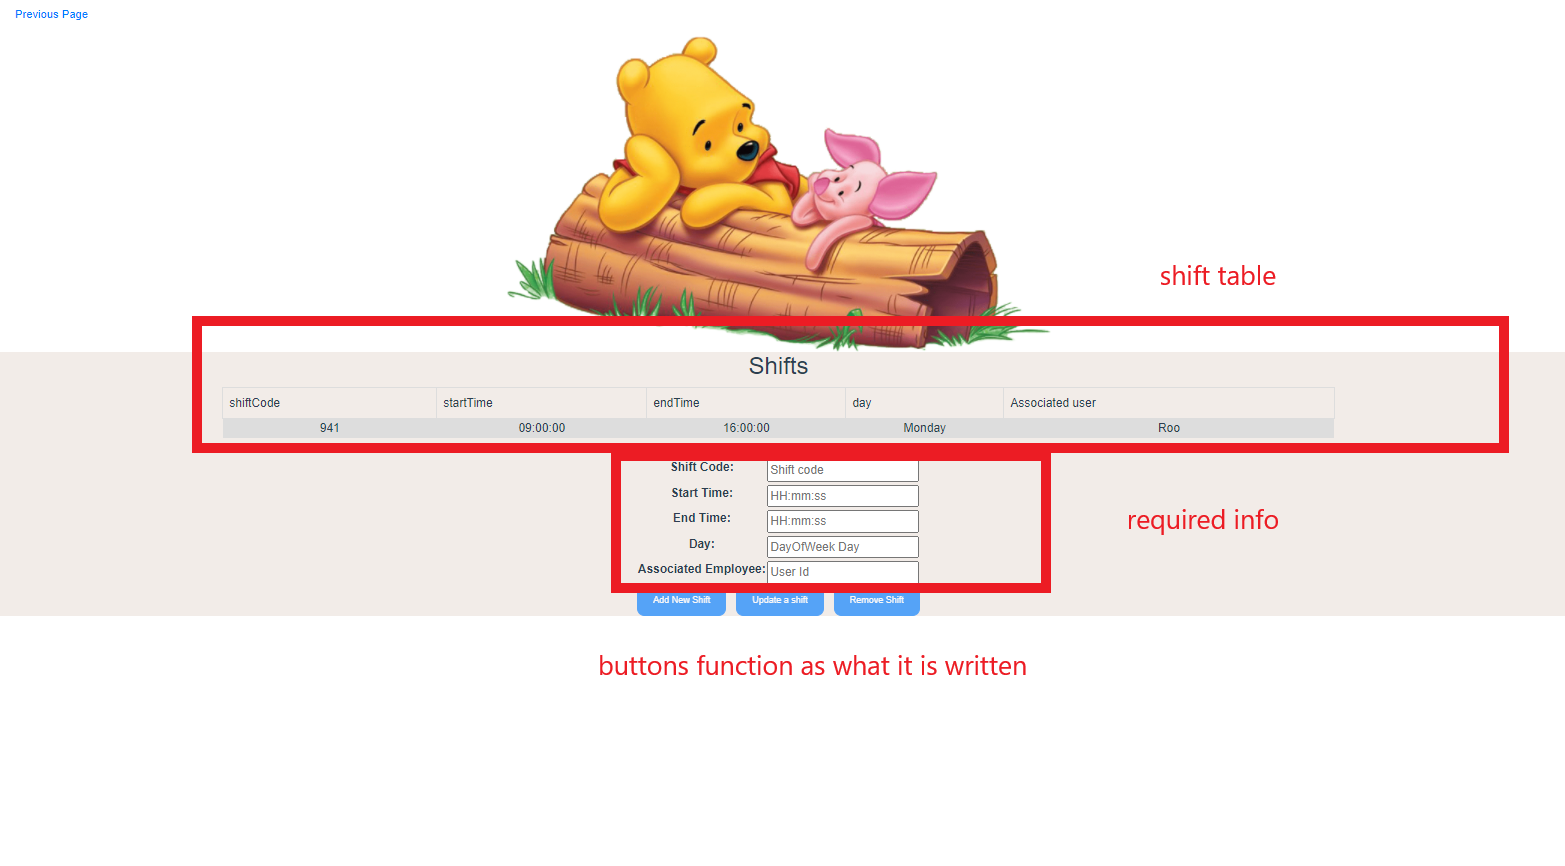 Previous Page
shift table
Shifts
shiftCode startTime endTime day Associated user
941 09:00:00 16:00:00 Monday Roo
Shift Code: Shift code
Start Time: HH:mm:ss
required info
End Time: HH:mm:ss
Day: DayOfWeek Day
Associated Employee: User Id
Add New Shift Update a shift Remove Shift
buttons function as what it is written